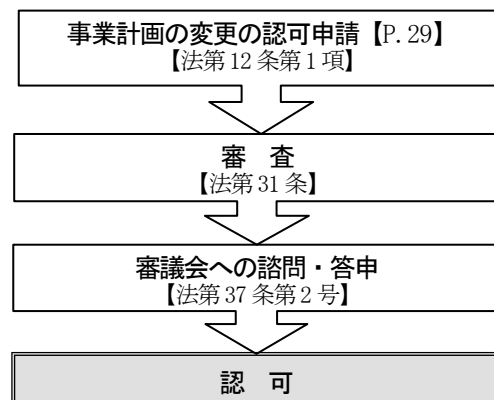 事業計画の変更の認可申請【P.29】
【法第12条第1項】
審　査
【法第31条】
審議会への諮問・答申
【法第37条第2号】
認　可